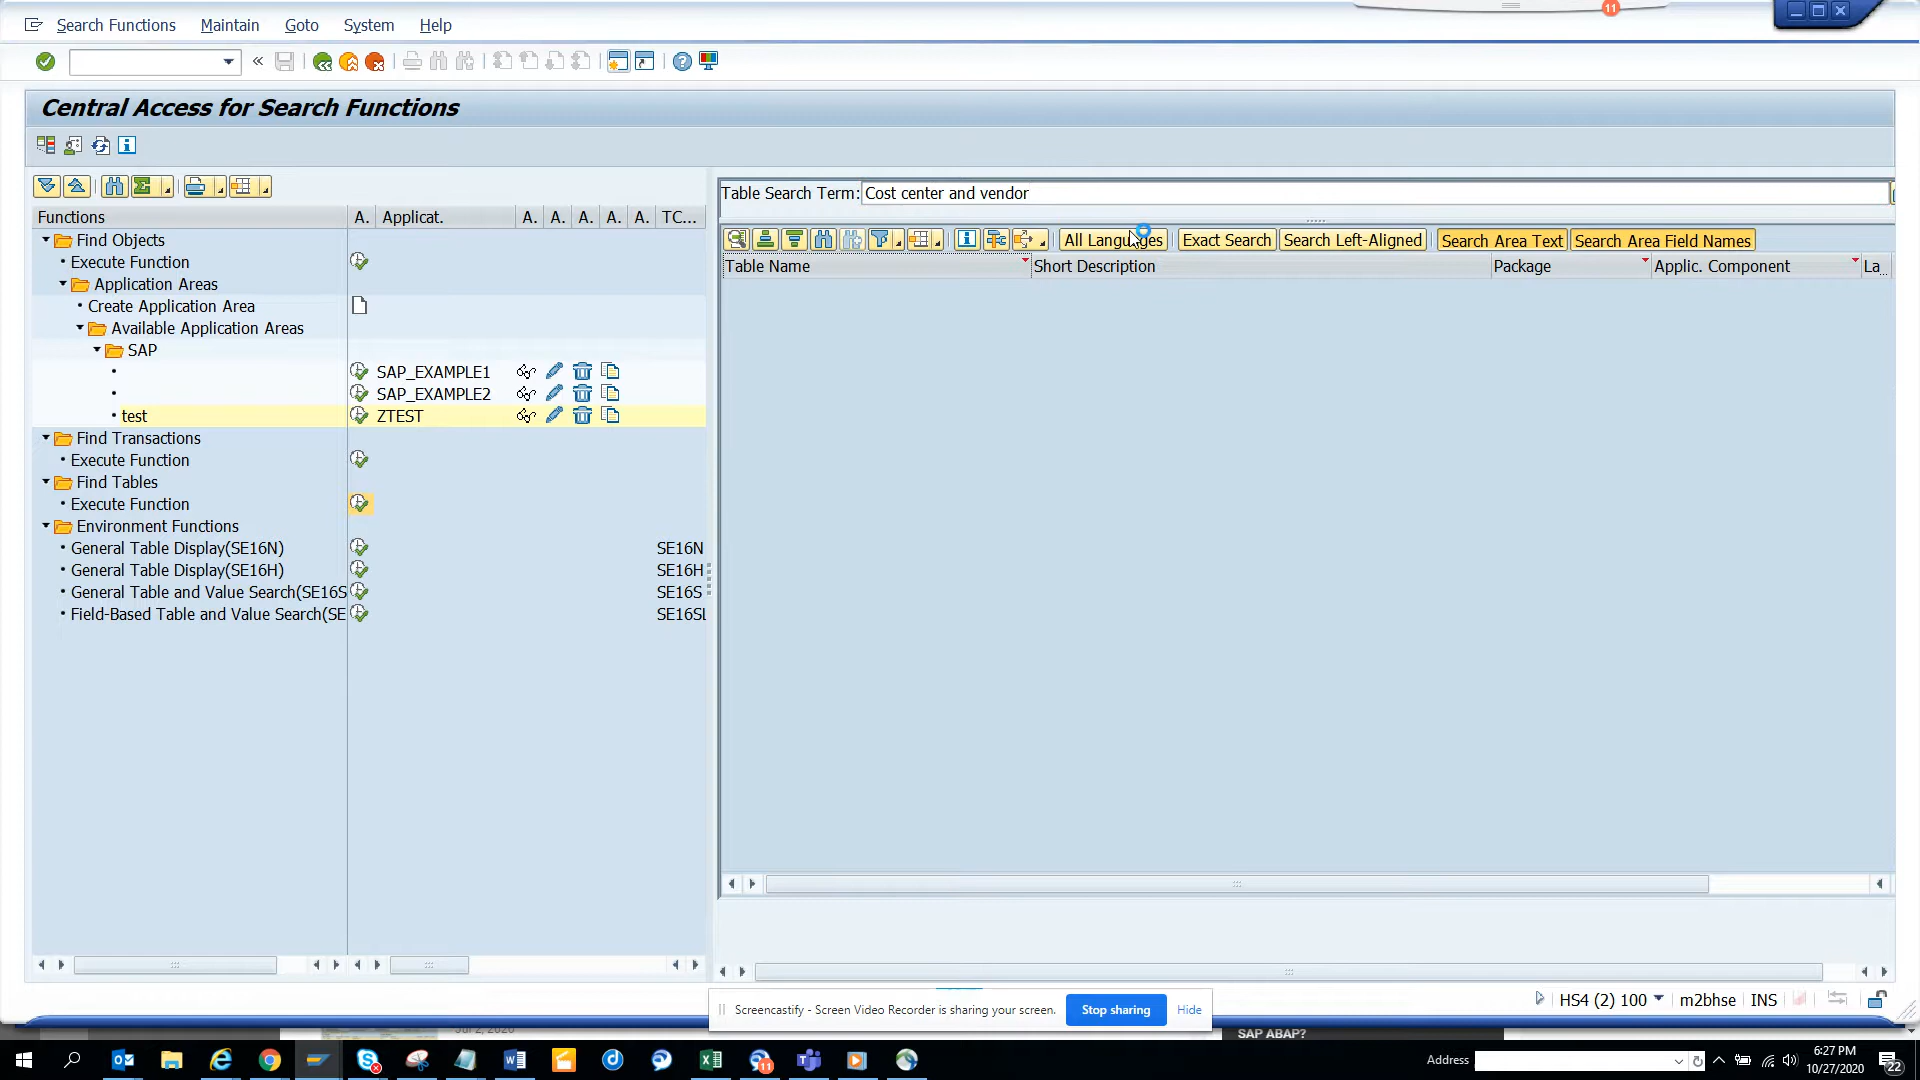 Search Functions Maintain Goto System Help
11
Central Access for Search Functions
Functions A. Applicat. A. A. A. A. A. TC...
Find Objects
Execute Function
Application Areas
Create Application Area
Available Application Areas
SAP
SAP_EXAMPLE1
SAP_EXAMPLE2
test ZTEST
Find Transactions
Execute Function
Find Tables
Execute Function
Environment Functions
General Table Display(SE16N) SE16N
General Table Display(SE16H) SE16H
General Table and Value Search(SE16S SE16S
Field-Based Table and Value Search(SE SE16SL
Table Search Term: Cost center and vendor
All Languages Exact Search Search Left-Aligned Search Area Text Search Area Field Names
Table Name Short Description Package Applic. Component La...
Screencastify - Screen Video Recorder is sharing your screen. Stop sharing Hide
HS4 (2) 100 m2bhse INS
Jul 2, 2020
SAP ABAP?
11
Address
6:27 PM
10/27/2020
22